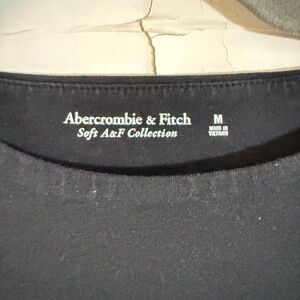 Abercrombie & Fitch
Soft A&F Collection
M
MADE IN
VIETNAM